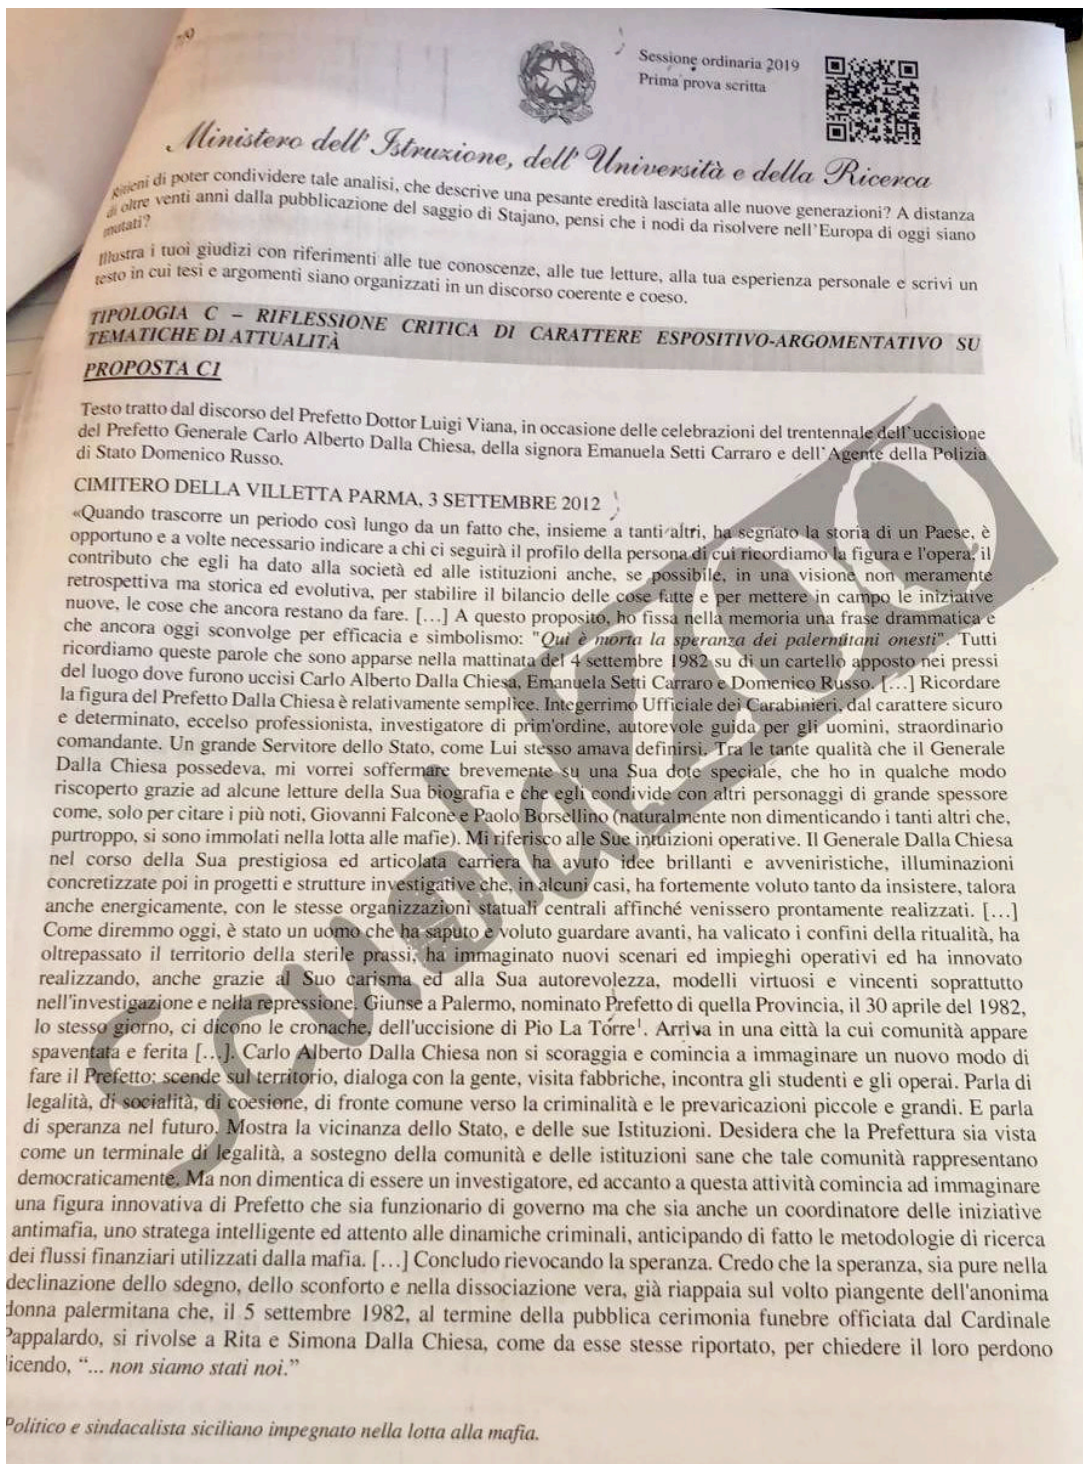 7/9
Sessione ordinaria 2019
Prima prova scritta
Ministero dell'Istruzione, dell'Università e della Ricerca
Ritieni di poter condividere tale analisi, che descrive una pesante eredità lasciata alle nuove generazioni? A distanza
di oltre venti anni dalla pubblicazione del saggio di Stajano, pensi che i nodi da risolvere nell'Europa di oggi siano
mutati?
Illustra i tuoi giudizi con riferimenti alle tue conoscenze, alle tue letture, alla tua esperienza personale e scrivi un
testo in cui tesi e argomenti siano organizzati in un discorso coerente e coeso.
TIPOLOGIA C – RIFLESSIONE CRITICA DI CARATTERE ESPOSITIVO-ARGOMENTATIVO SU
TEMATICHE DI ATTUALITÀ
PROPOSTA C1
Testo tratto dal discorso del Prefetto Dottor Luigi Viana, in occasione delle celebrazioni del trentennale dell'uccisione
del Prefetto Generale Carlo Alberto Dalla Chiesa, della signora Emanuela Setti Carraro e dell'Agente della Polizia
di Stato Domenico Russo.
CIMITERO DELLA VILLETTA PARMA, 3 SETTEMBRE 2012
«Quando trascorre un periodo così lungo da un fatto che, insieme a tanti altri, ha segnato la storia di un Paese, è
opportuno e a volte necessario indicare a chi ci seguirà il profilo della persona di cui ricordiamo la figura e l'opera, il
contributo che egli ha dato alla società ed alle istituzioni anche, se possibile, in una visione non meramente
retrospettiva ma storica ed evolutiva, per stabilire il bilancio delle cose fatte e per mettere in campo le iniziative
nuove, le cose che ancora restano da fare. […] A questo proposito, ho fissa nella memoria una frase drammatica e
che ancora oggi sconvolge per efficacia e simbolismo: "Qui è morta la speranza dei palermitani onesti". Tutti
ricordiamo queste parole che sono apparse nella mattinata del 4 settembre 1982 su di un cartello apposto nei pressi
del luogo dove furono uccisi Carlo Alberto Dalla Chiesa, Emanuela Setti Carraro e Domenico Russo. […] Ricordare
la figura del Prefetto Dalla Chiesa è relativamente semplice. Integerrimo Ufficiale dei Carabinieri, dal carattere sicuro
e determinato, eccelso professionista, investigatore di prim'ordine, autorevole guida per gli uomini, straordinario
comandante. Un grande Servitore dello Stato, come Lui stesso amava definirsi. Tra le tante qualità che il Generale
Dalla Chiesa possedeva, mi vorrei soffermare brevemente su una Sua dote speciale, che ho in qualche modo
riscoperto grazie ad alcune letture della Sua biografia e che egli condivide con altri personaggi di grande spessore
come, solo per citare i più noti, Giovanni Falcone e Paolo Borsellino (naturalmente non dimenticando i tanti altri che,
purtroppo, si sono immolati nella lotta alle mafie). Mi riferisco alle Sue intuizioni operative. Il Generale Dalla Chiesa
nel corso della Sua prestigiosa ed articolata carriera ha avuto idee brillanti e avveniristiche, illuminazioni
concretizzate poi in progetti e strutture investigative che, in alcuni casi, ha fortemente voluto tanto da insistere, talora
anche energicamente, con le stesse organizzazioni statuali centrali affinché venissero prontamente realizzati. […]
Come diremmo oggi, è stato un uomo che ha saputo e voluto guardare avanti, ha valicato i confini della ritualità, ha
oltrepassato il territorio della sterile prassi, ha immaginato nuovi scenari ed impieghi operativi ed ha innovato
realizzando, anche grazie al Suo carisma ed alla Sua autorevolezza, modelli virtuosi e vincenti soprattutto
nell'investigazione e nella repressione. Giunse a Palermo, nominato Prefetto di quella Provincia, il 30 aprile del 1982,
lo stesso giorno, ci dicono le cronache, dell'uccisione di Pio La Torre¹. Arriva in una città la cui comunità appare
spaventata e ferita […]. Carlo Alberto Dalla Chiesa non si scoraggia e comincia a immaginare un nuovo modo di
fare il Prefetto: scende sul territorio, dialoga con la gente, visita fabbriche, incontra gli studenti e gli operai. Parla di
legalità, di socialità, di coesione, di fronte comune verso la criminalità e le prevaricazioni piccole e grandi. E parla
di speranza nel futuro. Mostra la vicinanza dello Stato, e delle sue Istituzioni. Desidera che la Prefettura sia vista
come un terminale di legalità, a sostegno della comunità e delle istituzioni sane che tale comunità rappresentano
democraticamente. Ma non dimentica di essere un investigatore, ed accanto a questa attività comincia ad immaginare
una figura innovativa di Prefetto che sia funzionario di governo ma che sia anche un coordinatore delle iniziative
antimafia, uno stratega intelligente ed attento alle dinamiche criminali, anticipando di fatto le metodologie di ricerca
dei flussi finanziari utilizzati dalla mafia. […] Concludo rievocando la speranza. Credo che la speranza, sia pure nella
declinazione dello sdegno, dello sconforto e nella dissociazione vera, già riappaia sul volto piangente dell'anonima
donna palermitana che, il 5 settembre 1982, al termine della pubblica cerimonia funebre officiata dal Cardinale
Pappalardo, si rivolse a Rita e Simona Dalla Chiesa, come da esse stesse riportato, per chiedere il loro perdono
dicendo, “... non siamo stati noi.”
Politico e sindacalista siciliano impegnato nella lotta alla mafia.
ScuolaZOO